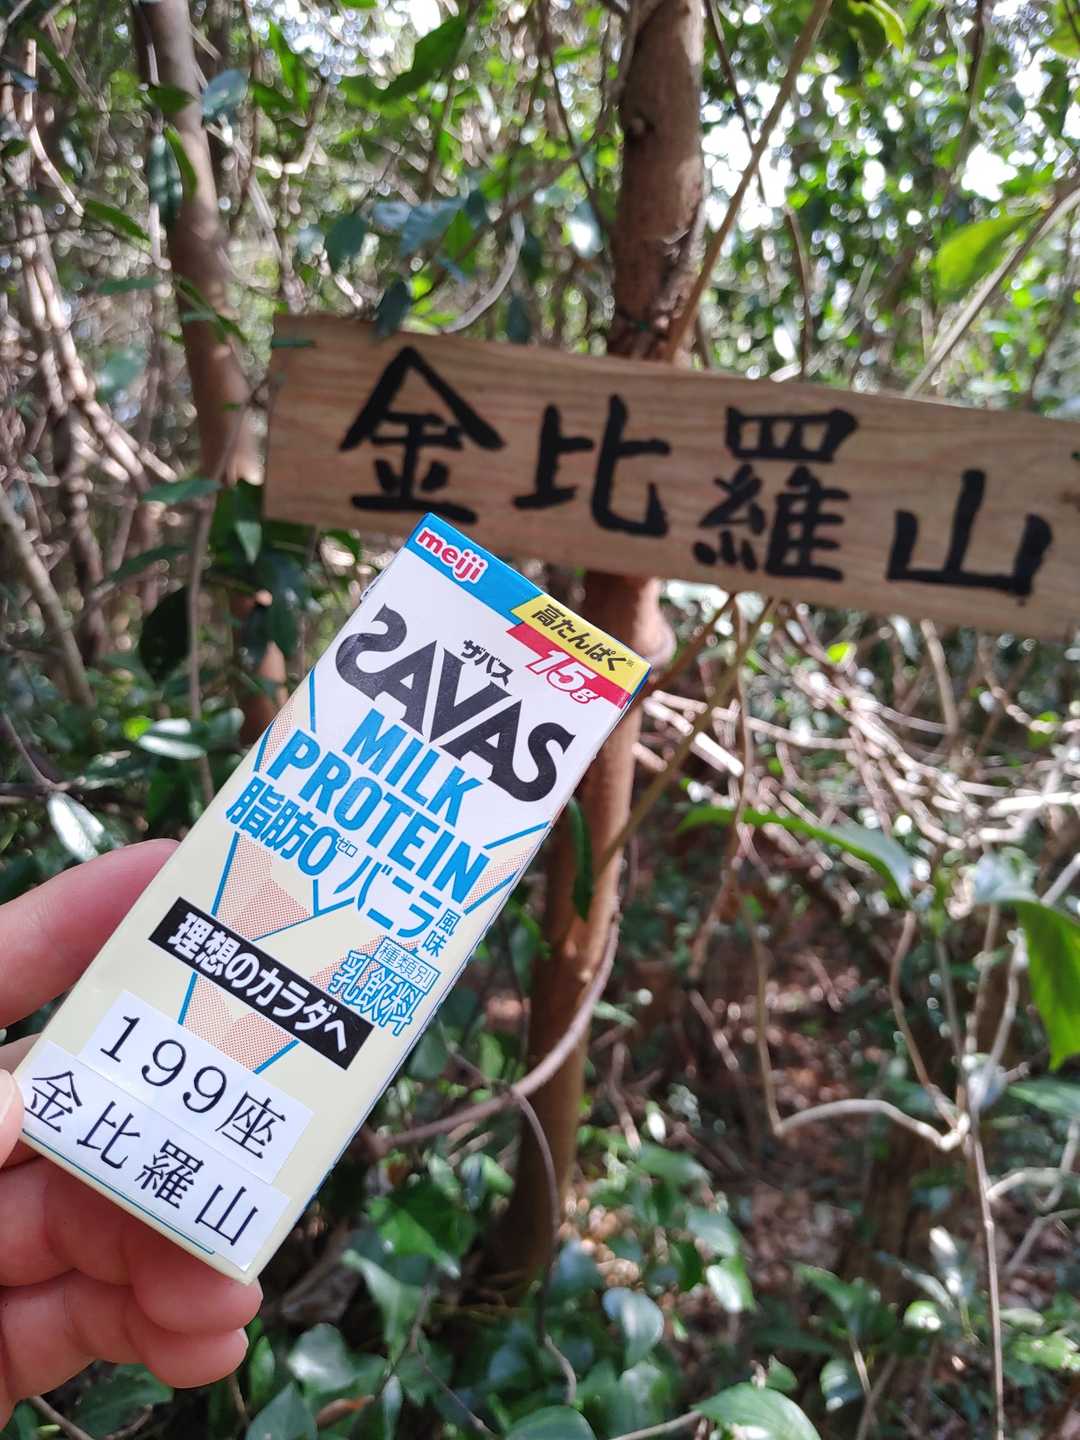 金比羅山
meiji
高たんぱく※
15g
ザバス
SAVAS
MILK
PROTEIN
脂肪0ゼロ
バニラ風味
種類別
乳飲料
理想のカラダへ
199座
金比羅山